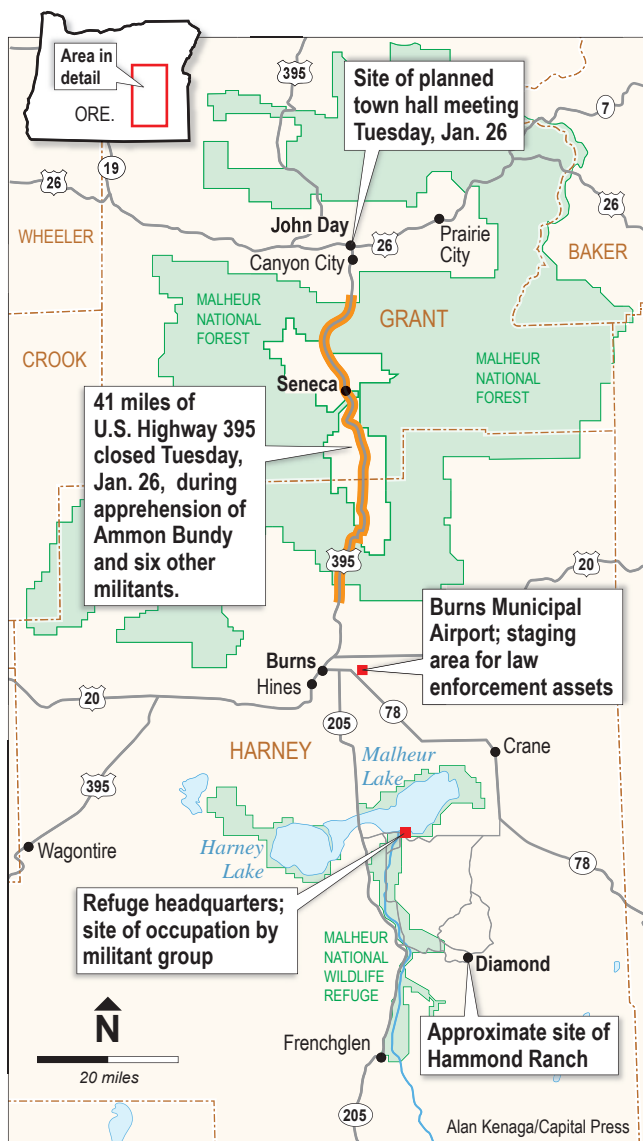 Area in
detail
ORE.
395
Site of planned
town hall meeting
Tuesday, Jan. 26
7
19
26
26
26
WHEELER
John Day
26
Prairie
City
BAKER
Canyon City
MALHEUR
NATIONAL
FOREST
GRANT
CROOK
MALHEUR
NATIONAL
FOREST
Seneca
41 miles of
U.S. Highway 395
closed Tuesday,
Jan. 26, during
apprehension of
Ammon Bundy
and six other
militants.
395
20
Burns Municipal
Airport; staging
area for law
enforcement assets
Burns
Hines
20
205
78
HARNEY
Malheur
Lake
Crane
395
Harney
Lake
Wagontire
78
Refuge headquarters;
site of occupation by
militant group
MALHEUR
NATIONAL
WILDLIFE
REFUGE
Diamond
N
Approximate site of
Hammond Ranch
Frenchglen
20 miles
205
Alan Kenaga/Capital Press